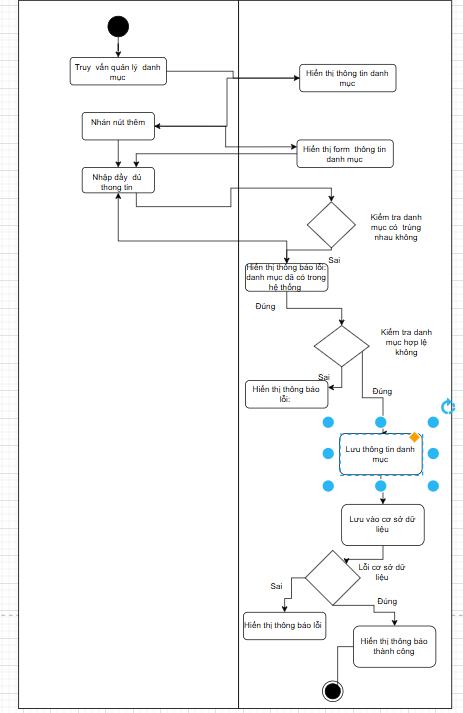 Truy vấn quản lý danh
mục
Hiển thị thông tin danh
mục
Nhán nút thêm
Hiển thị form thông tin
danh mục
Nhập đầy đủ
thong tin
Kiểm tra danh
mục có trùng
nhau không
Sai
Hiển thị thông báo lỗi:
danh mục đã có trong
hệ thống
Đúng
Kiểm tra danh
mục hợp lệ
không
Sai
Hiển thị thông báo
lỗi:
Đúng
Lưu thông tin danh
mục
Lưu vào cơ sở dữ
liệu
Lỗi cơ sở dữ
liệu
Sai
Đúng
Hiển thị thông báo lỗi
Hiển thị thông báo
thành công